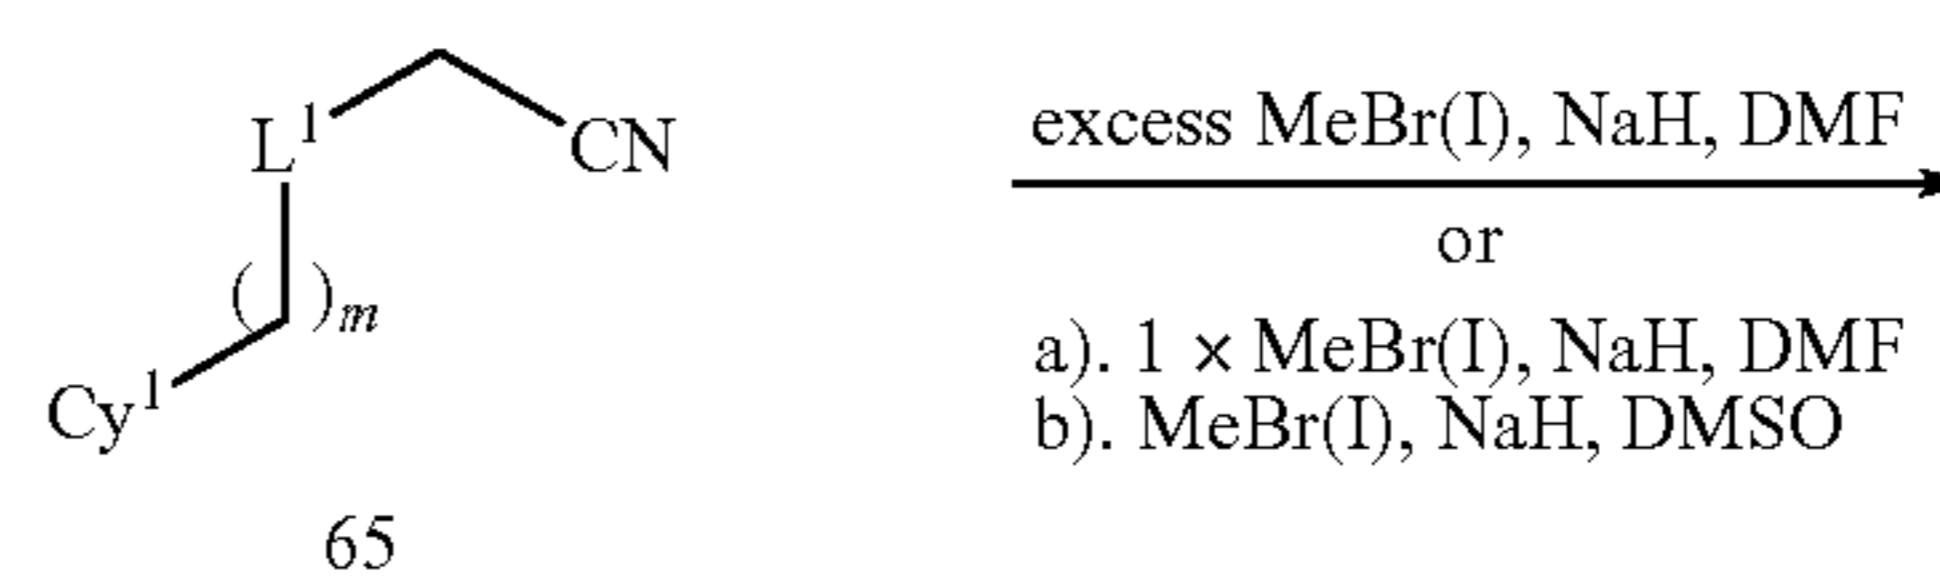 L¹
CN
( )m
Cy¹
65
excess MeBr(I), NaH, DMF
or
a). 1 × MeBr(I), NaH, DMF
b). MeBr(I), NaH, DMSO